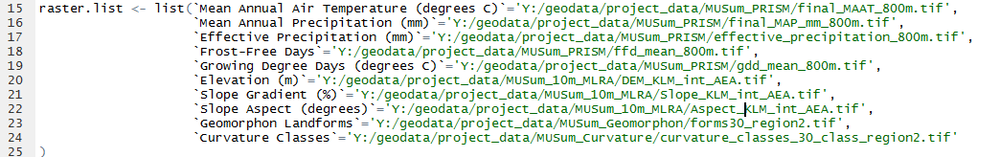 15 raster.list <- list(`Mean Annual Air Temperature (degrees C)`='Y:/geodata/project_data/MUSum_PRISM/final_MAAT_800m.tif',
16 `Mean Annual Precipitation (mm)`='Y:/geodata/project_data/MUSum_PRISM/final_MAP_mm_800m.tif',
17 `Effective Precipitation (mm)`='Y:/geodata/project_data/MUSum_PRISM/effective_precipitation_800m.tif',
18 `Frost-Free Days`='Y:/geodata/project_data/MUSum_PRISM/ffd_mean_800m.tif',
19 `Growing Degree Days (degrees C)`='Y:/geodata/project_data/MUSum_PRISM/gdd_mean_800m.tif',
20 `Elevation (m)`='Y:/geodata/project_data/MUSum_10m_MLRA/DEM_KLM_int_AEA.tif',
21 `Slope Gradient (%)`='Y:/geodata/project_data/MUSum_10m_MLRA/Slope_KLM_int_AEA.tif',
22 `Slope Aspect (degrees)`='Y:/geodata/project_data/MUSum_10m_MLRA/Aspect_KLM_int_AEA.tif',
23 `Geomorphon Landforms`='Y:/geodata/project_data/MUSum_Geomorphon/forms30_region2.tif',
24 `Curvature Classes`='Y:/geodata/project_data/MUSum_Curvature/curvature_classes_30_class_region2.tif'
25 )